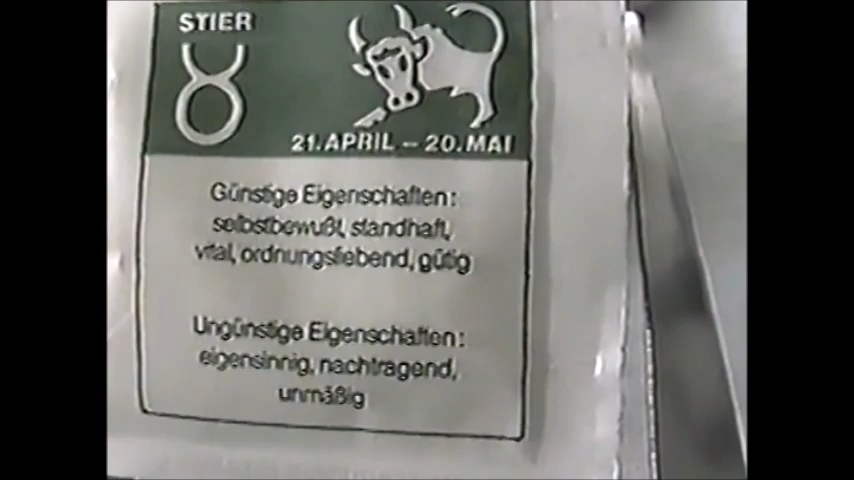 STIER
21. APRIL – 20. MAI
Günstige Eigenschaften:
selbstbewußt, standhaft,
vital, ordnungsliebend, gütig
Ungünstige Eigenschaften:
eigensinnig, nachtragend,
unmäßig